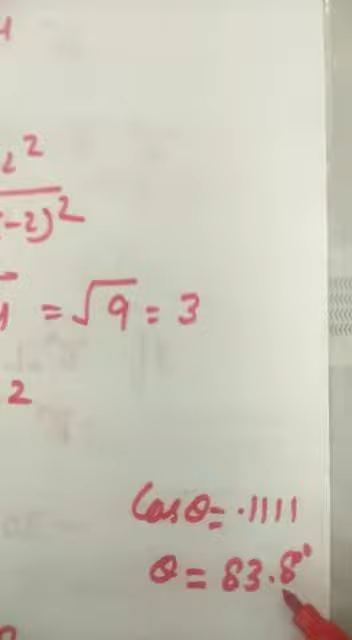 2
-2)²
= √9 = 3
2
Cosθ = .1111
θ = 83.8°